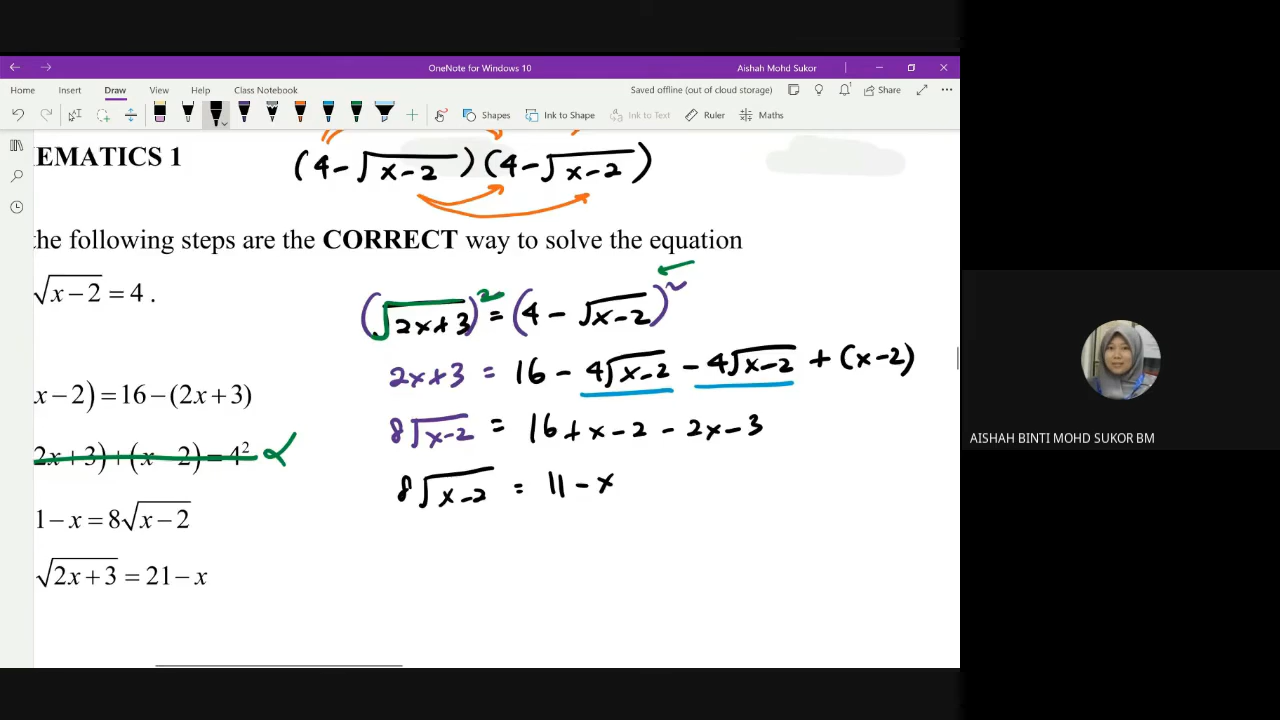 OneNote for Windows 10
Aishah Mohd Sukor
Home Insert Draw View Help Class Notebook
Saved offline (out of cloud storage)
Share
Shapes Ink to Shape Ink to Text Ruler Maths
EMATICS 1
(4-√(x-2))(4-√(x-2))
the following steps are the CORRECT way to solve the equation
√(x-2) = 4.
(√(2x+3))² = (4-√(x-2))²
2x+3 = 16 - 4√(x-2) - 4√(x-2) + (x-2)
x-2) = 16-(2x+3)
8√(x-2) = 16+x-2-2x-3
2x+3)+(x-2) = 4²
8√(x-2) = 11-x
1-x = 8√(x-2)
√(2x+3) = 21-x
AISHAH BINTI MOHD SUKOR BM